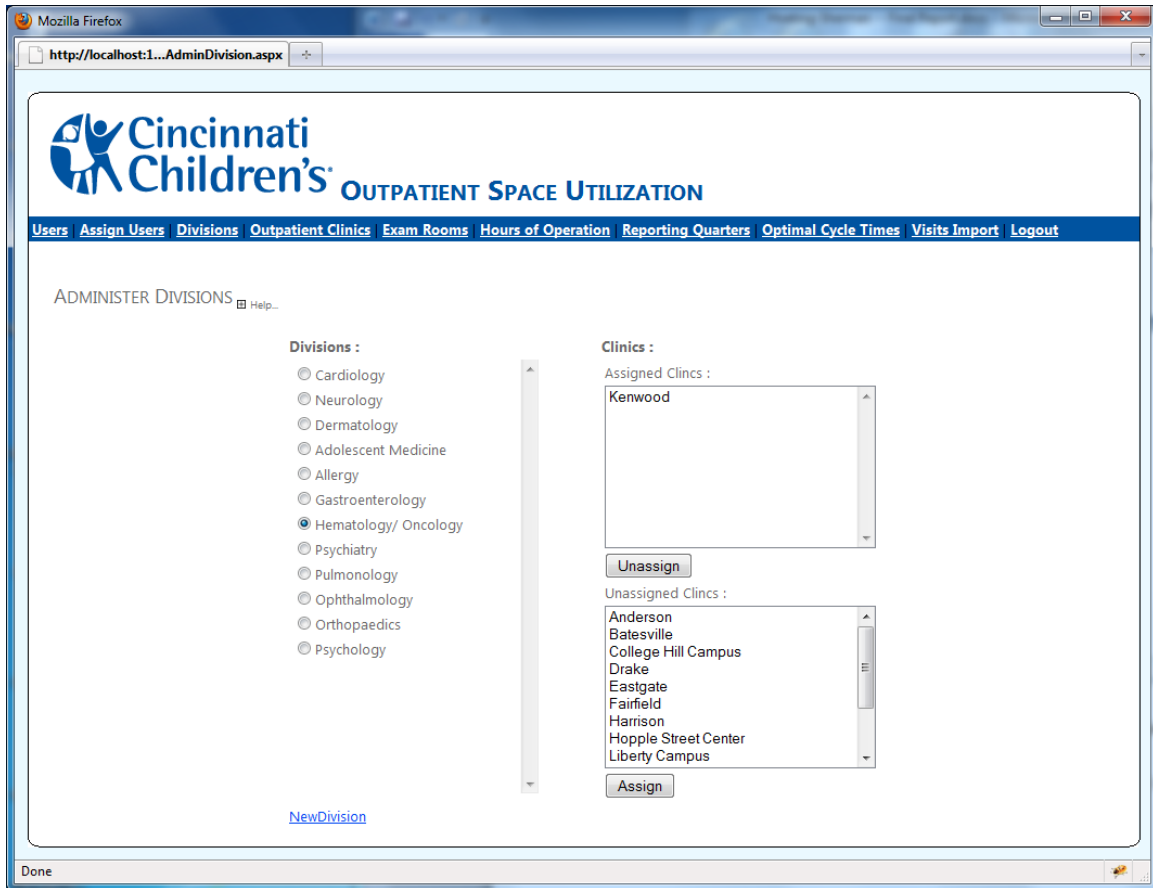 Mozilla Firefox
http://localhost:1...AdminDivision.aspx
Cincinnati
Children's
OUTPATIENT SPACE UTILIZATION
Users | Assign Users | Divisions | Outpatient Clinics | Exam Rooms | Hours of Operation | Reporting Quarters | Optimal Cycle Times | Visits Import | Logout
ADMINISTER DIVISIONS Help...
Divisions :
Cardiology
Neurology
Dermatology
Adolescent Medicine
Allergy
Gastroenterology
Hematology/ Oncology
Psychiatry
Pulmonology
Ophthalmology
Orthopaedics
Psychology
NewDivision
Clinics :
Assigned Clincs :
Kenwood
Unassign
Unassigned Clincs :
Anderson
Batesville
College Hill Campus
Drake
Eastgate
Fairfield
Harrison
Hopple Street Center
Liberty Campus
Assign
Done